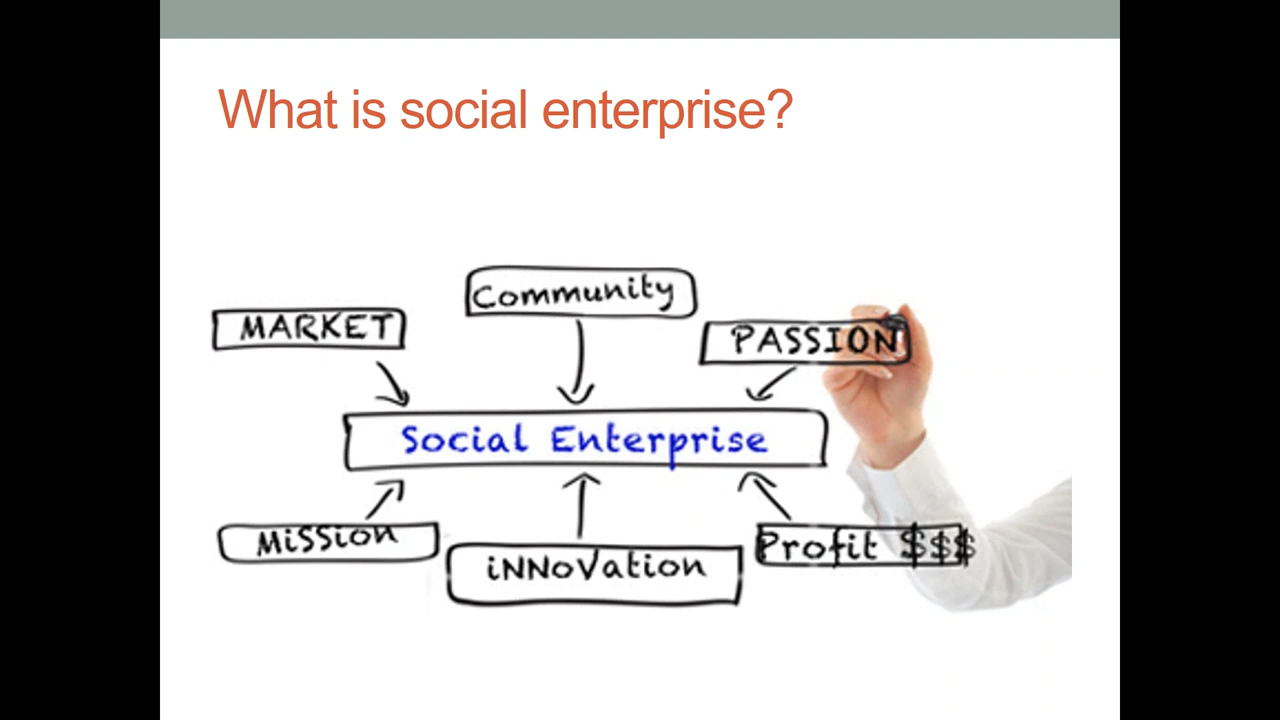 What is social enterprise?
Community
MARKET
PASSION
Social Enterprise
Mission
iNNoVation
Profit $$$